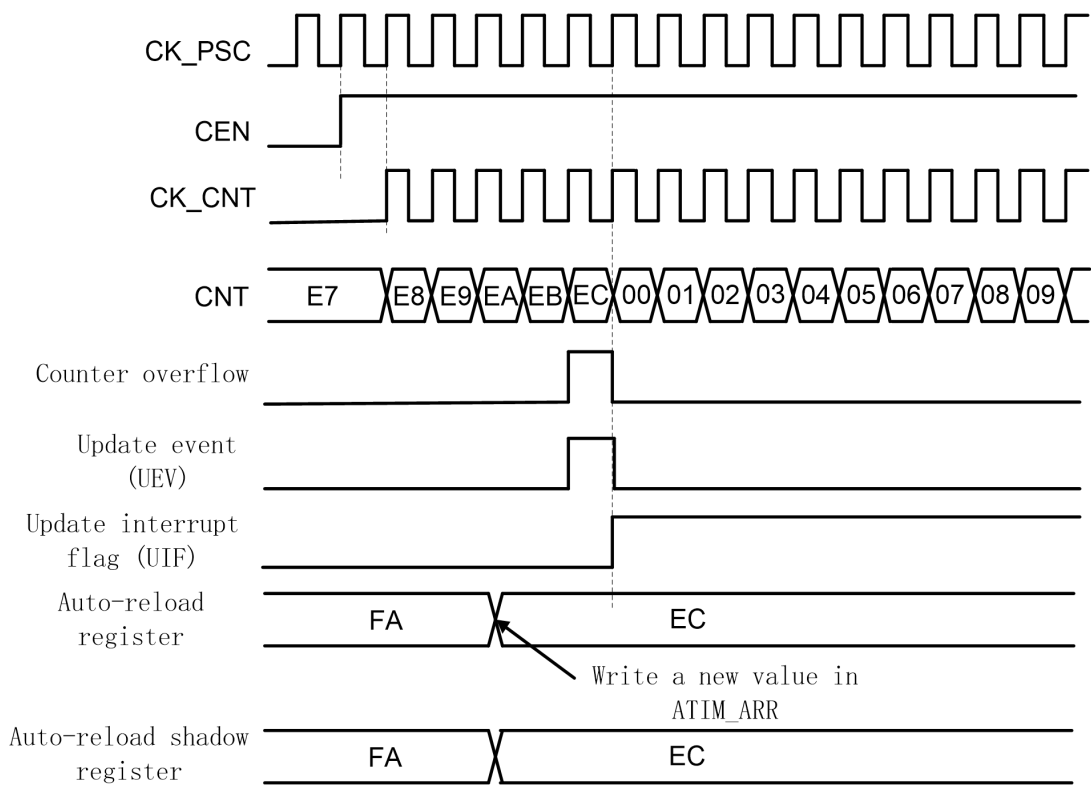 CK_PSC
CEN
CK_CNT
CNT E7 E8 E9 EA EB EC 00 01 02 03 04 05 06 07 08 09
Counter overflow
Update event
(UEV)
Update interrupt
flag (UIF)
Auto-reload
register
FA EC
Write a new value in
ATIM_ARR
Auto-reload shadow
register
FA EC